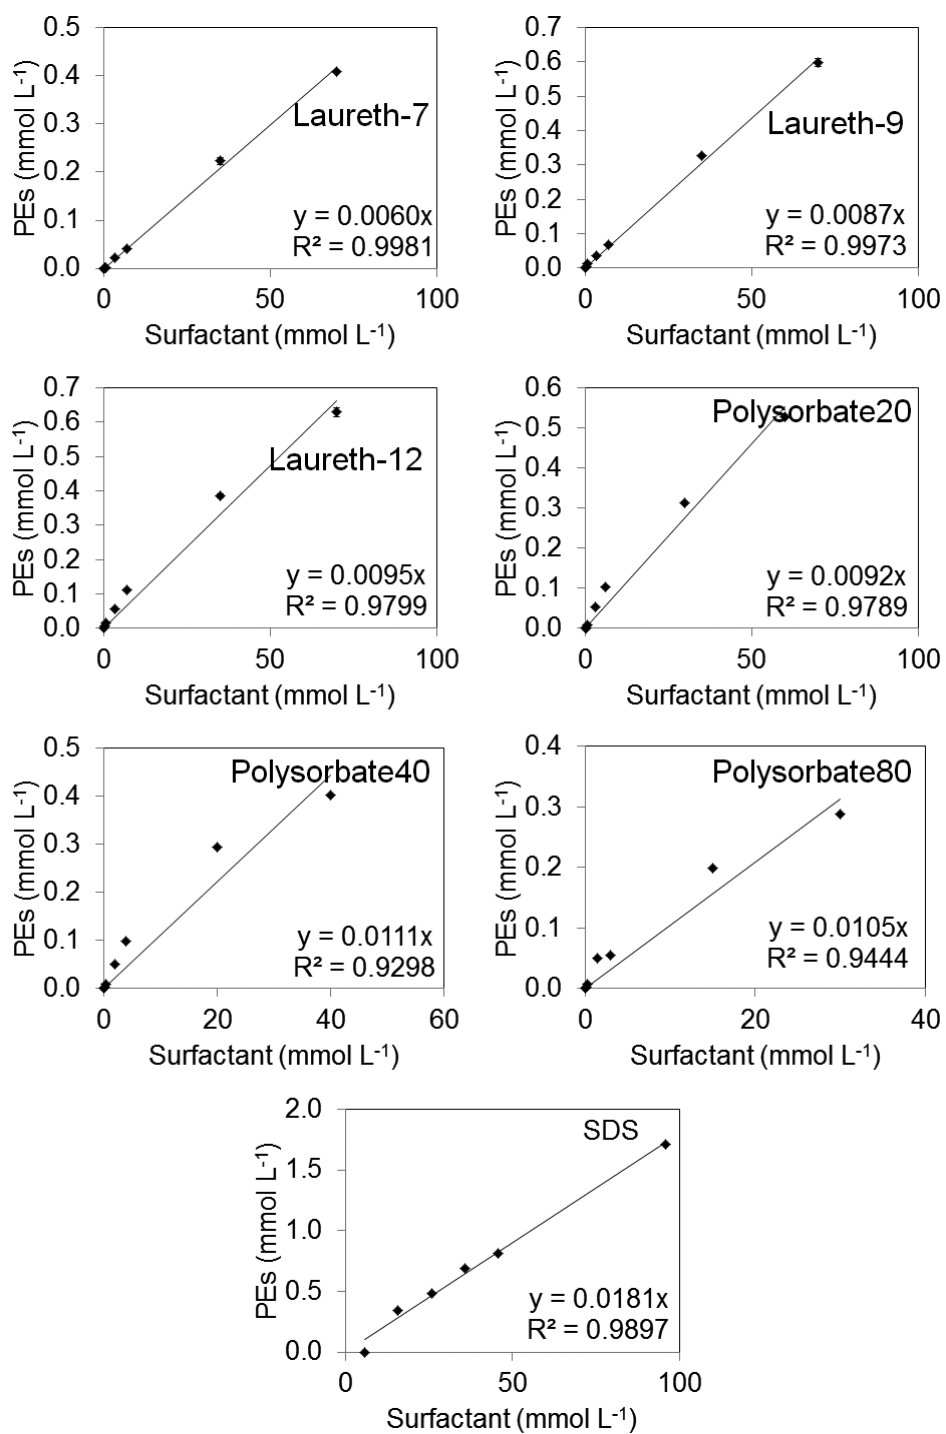 0.5
0.4
0.3
0.2
0.1
0.0
PEs (mmol L⁻¹)
Laureth-7
y = 0.0060x
R² = 0.9981
0 50 100
Surfactant (mmol L⁻¹)
0.6
0.7
0.5
0.4
0.3
0.2
0.1
0.0
PEs (mmol L⁻¹)
Laureth-9
y = 0.0087x
R² = 0.9973
0 50 100
Surfactant (mmol L⁻¹)
0.7
0.6
0.5
0.4
0.3
0.2
0.1
0.0
PEs (mmol L⁻¹)
Laureth-12
y = 0.0095x
R² = 0.9799
0 50 100
Surfactant (mmol L⁻¹)
0.6
0.5
0.4
0.3
0.2
0.1
0.0
PEs (mmol L⁻¹)
Polysorbate20
y = 0.0092x
R² = 0.9789
0 50 100
Surfactant (mmol L⁻¹)
0.5
0.4
0.3
0.2
0.1
0.0
PEs (mmol L⁻¹)
Polysorbate40
y = 0.0111x
R² = 0.9298
0 20 40 60
Surfactant (mmol L⁻¹)
0.4
0.3
0.2
0.1
0.0
PEs (mmol L⁻¹)
Polysorbate80
y = 0.0105x
R² = 0.9444
0 20 40
Surfactant (mmol L⁻¹)
2.0
1.5
1.0
0.5
0.0
PEs (mmol L⁻¹)
SDS
y = 0.0181x
R² = 0.9897
0 50 100
Surfactant (mmol L⁻¹)